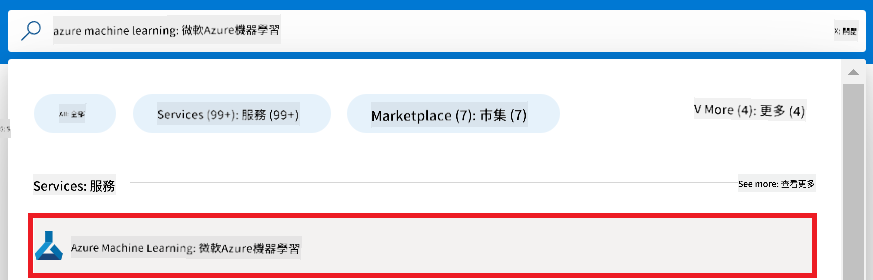 azure machine learning: 微軟Azure機器學習
X: 關閉
All: 全部
Services (99+): 服務 (99+)
Marketplace (7): 市集 (7)
V More (4): 更多 (4)
Services: 服務
See more: 查看更多
Azure Machine Learning: 微軟Azure機器學習